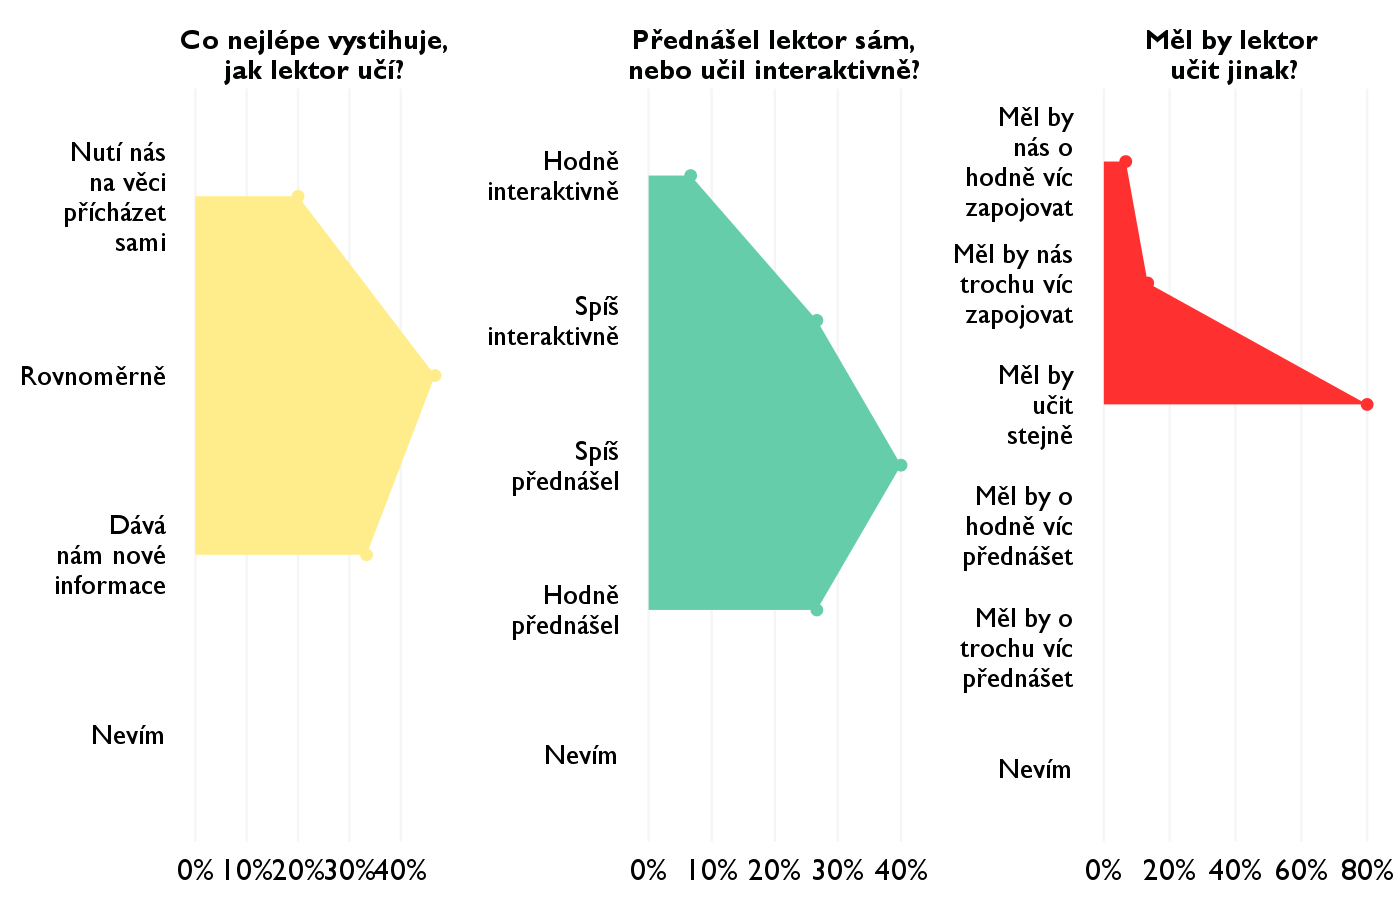 Co nejlépe vystihuje,
jak lektor učí?
Nutí nás
na věci
přícházet
sami
Rovnoměrně
Dává
nám nové
informace
Nevím
0% 10% 20% 30% 40%
Přednášel lektor sám,
nebo učil interaktivně?
Hodně
interaktivně
Spíš
interaktivně
Spíš
přednášel
Hodně
přednášel
Nevím
0% 10% 20% 30% 40%
Měl by lektor
učit jinak?
Měl by
nás o
hodně víc
zapojovat
Měl by nás
trochu víc
zapojovat
Měl by
učit
stejně
Měl by o
hodně víc
přednášet
Měl by o
trochu víc
přednášet
Nevím
0% 20% 40% 60% 80%